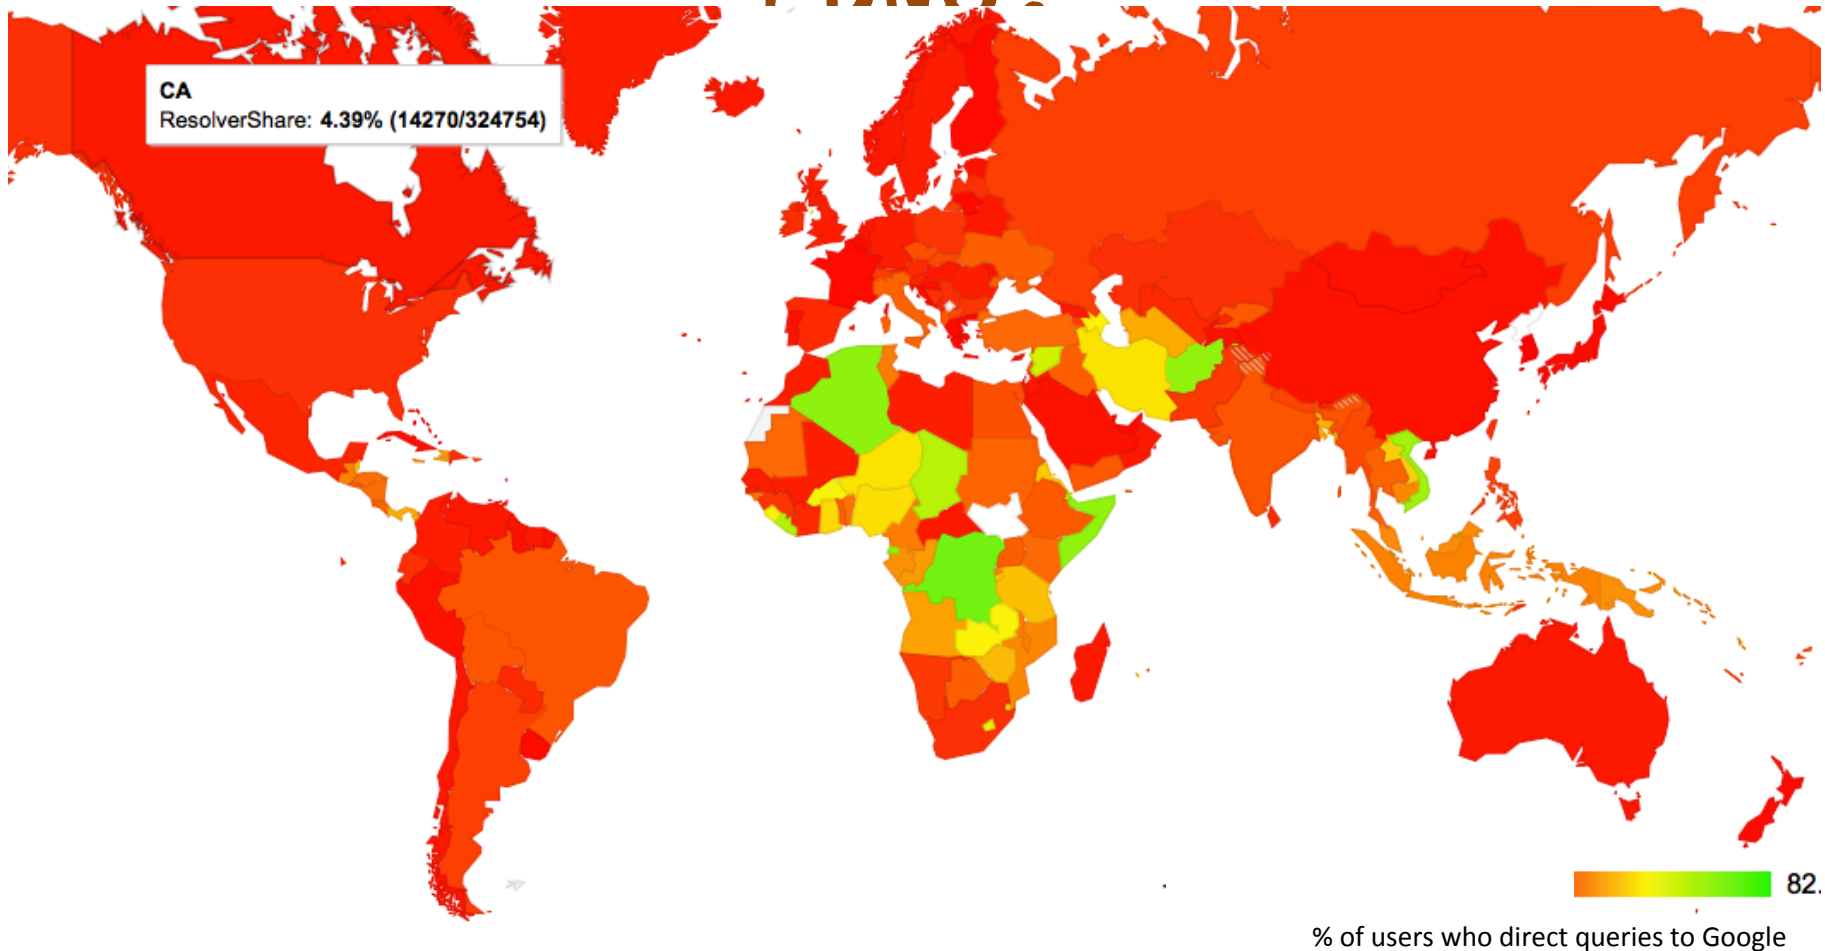 CA
ResolverShare: 4.39% (14270/324754)
82.
% of users who direct queries to Google